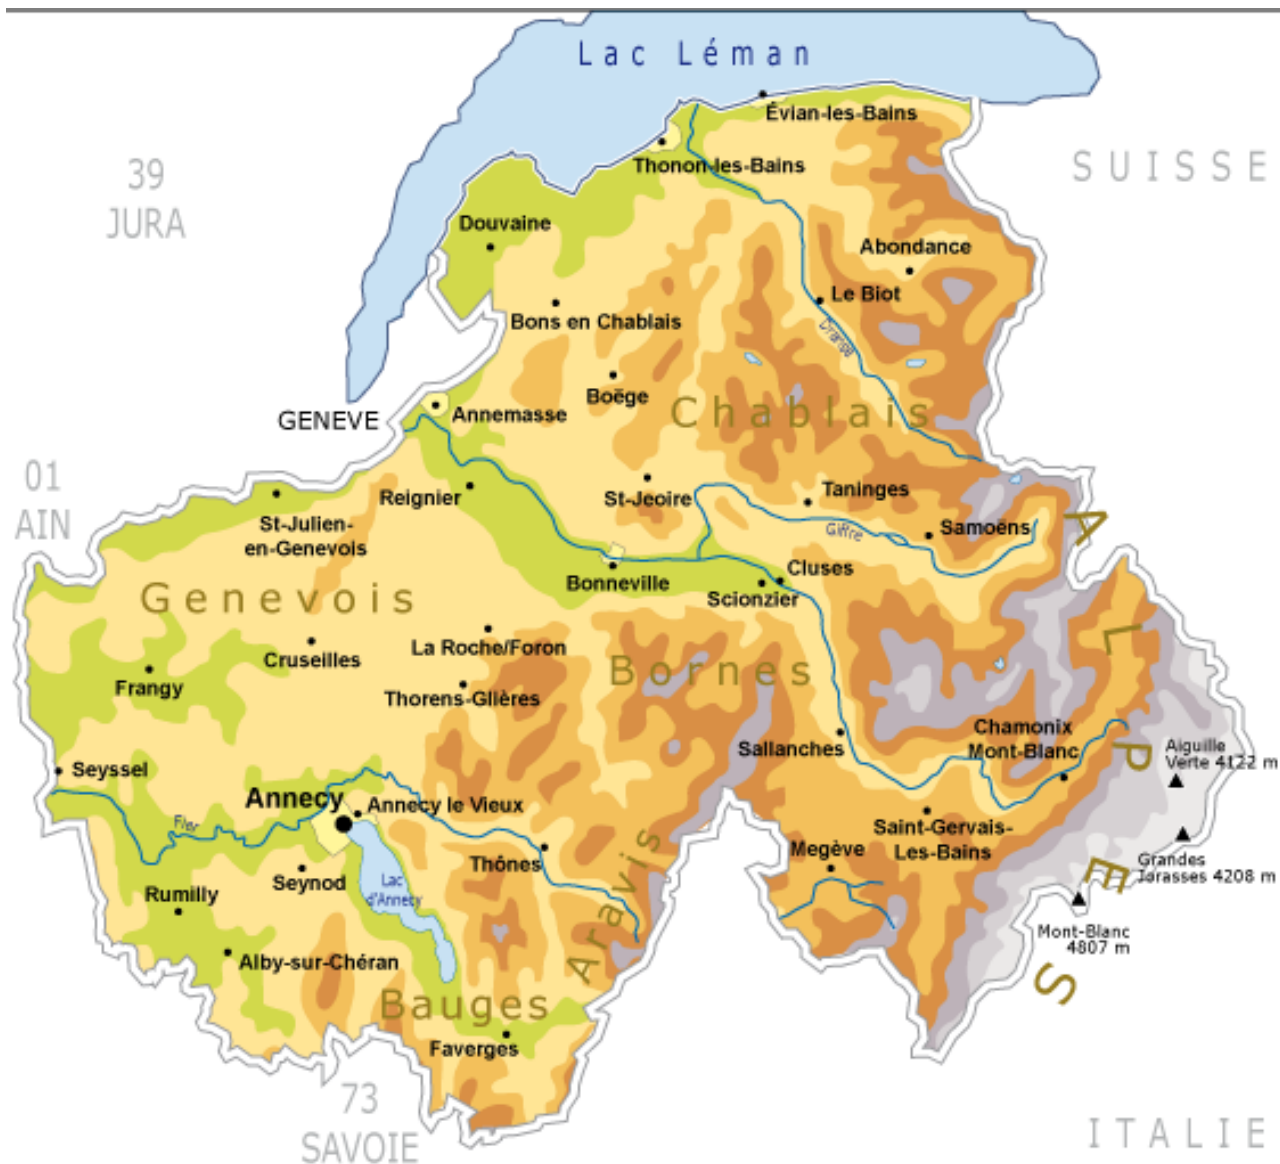 Lac Léman
Évian-les-Bains
39
JURA
SUISSE
Thonon-les-Bains
Douvaine
Abondance
Le Biot
Bons en Chablais
Dranse
Boëge
Chablais
GENEVE
Annemasse
01
AIN
Reignier
St-Jeoire
Taninges
St-Julien-
en-Genevois
Giffre
Samoëns
Bonneville
Cluses
Scionzier
Genevois
La Roche/Foron
Cruseilles
Bornes
Frangy
Thorens-Glières
ALPES
Sallanches
Chamonix
Mont-Blanc
Aiguille
Verte 4122 m
Seyssel
Annecy
Annecy le Vieux
Fier
Saint-Gervais-
Les-Bains
Megève
Thônes
Grandes
Jorasses 4208 m
Seynod
Lac
d'Annecy
Rumilly
Aravis
Mont-Blanc
4807 m
Alby-sur-Chéran
Bauges
Faverges
73
SAVOIE
ITALIE